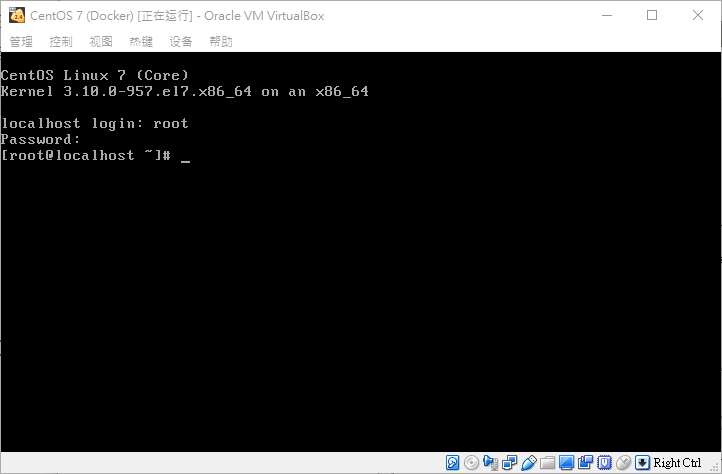 CentOS 7 (Docker) [正在运行] - Oracle VM VirtualBox
管理 控制 视图 热键 设备 帮助
CentOS Linux 7 (Core)
Kernel 3.10.0-957.el7.x86_64 on an x86_64
localhost login: root
Password:
[root@localhost ~]# _
Right Ctrl